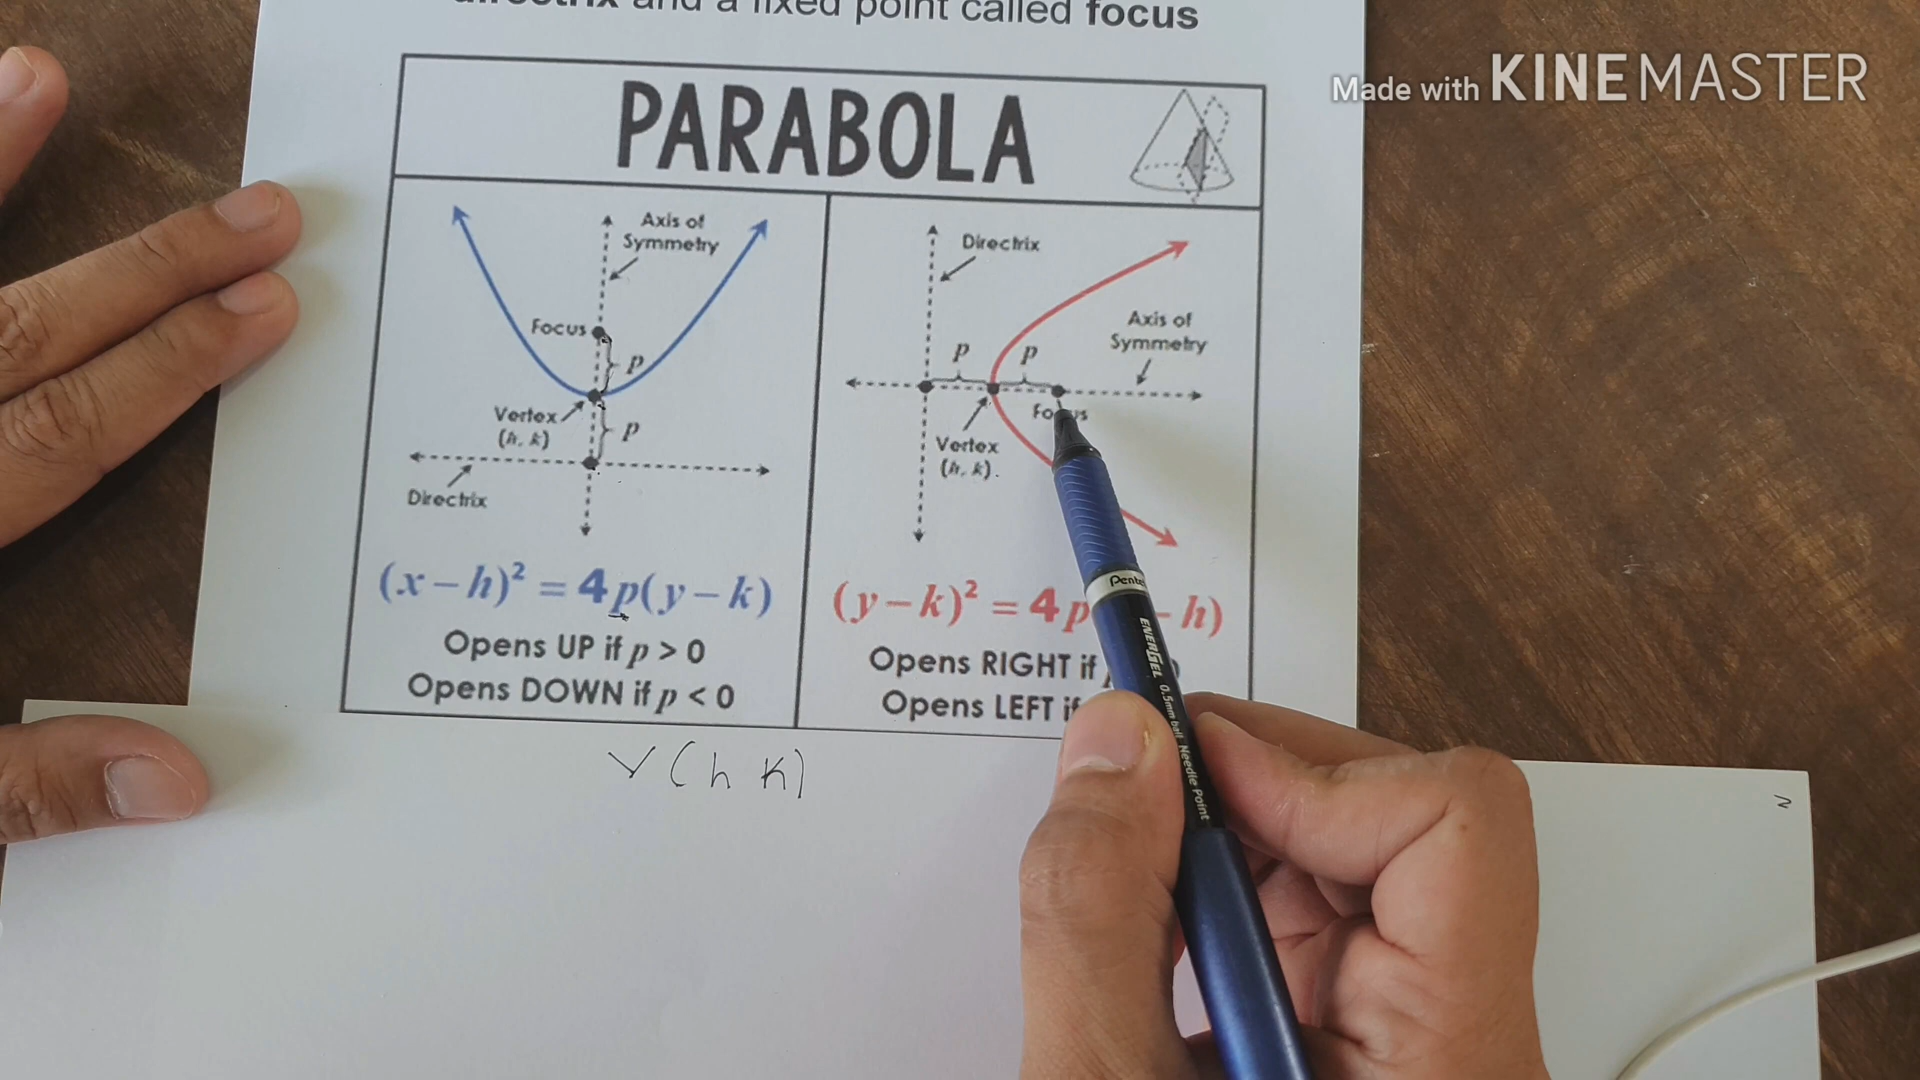 directrix and a fixed point called focus
Made with KINEMASTER
PARABOLA
Axis of
Symmetry
Focus
p
Vertex
(h, k)
p
Directrix
(x – h)² = 4p(y – k)
Opens UP if p > 0
Opens DOWN if p < 0
Directrix
Axis of
Symmetry
p
p
Focus
Vertex
(h, k).
(y – k)² = 4p – h)
Opens RIGHT if
Opens LEFT if
V (h k)
Pentel
ENERGEL 0.5mm ball Needle Point